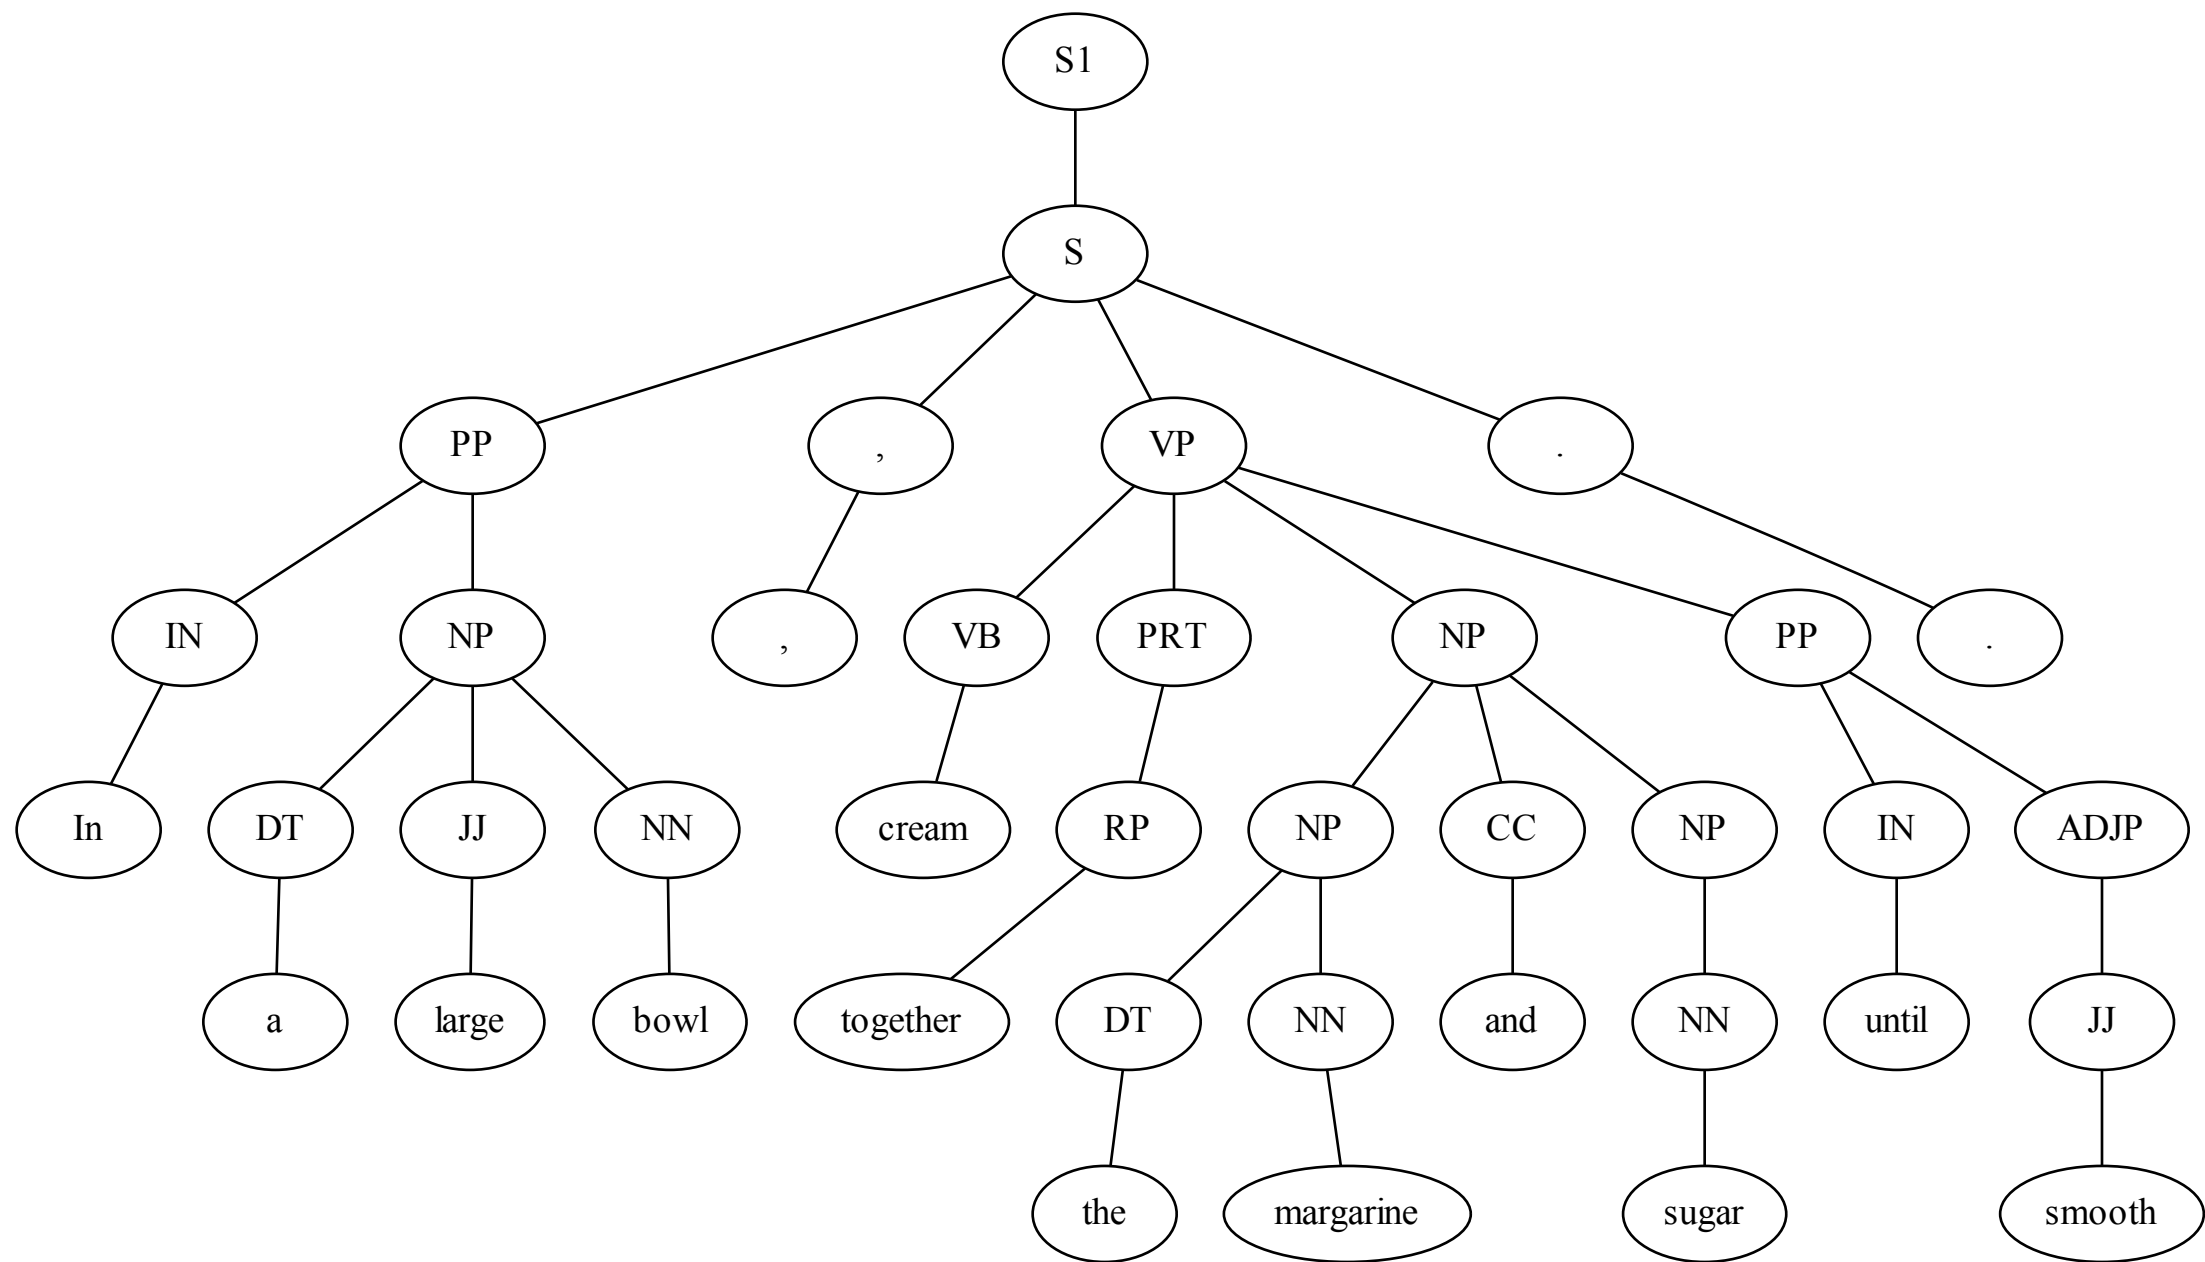 S1
S
PP , VP .
IN NP , VB PRT NP PP .
In DT JJ NN cream RP NP CC NP IN ADJP
a large bowl together DT NN and NN until JJ
the margarine sugar smooth